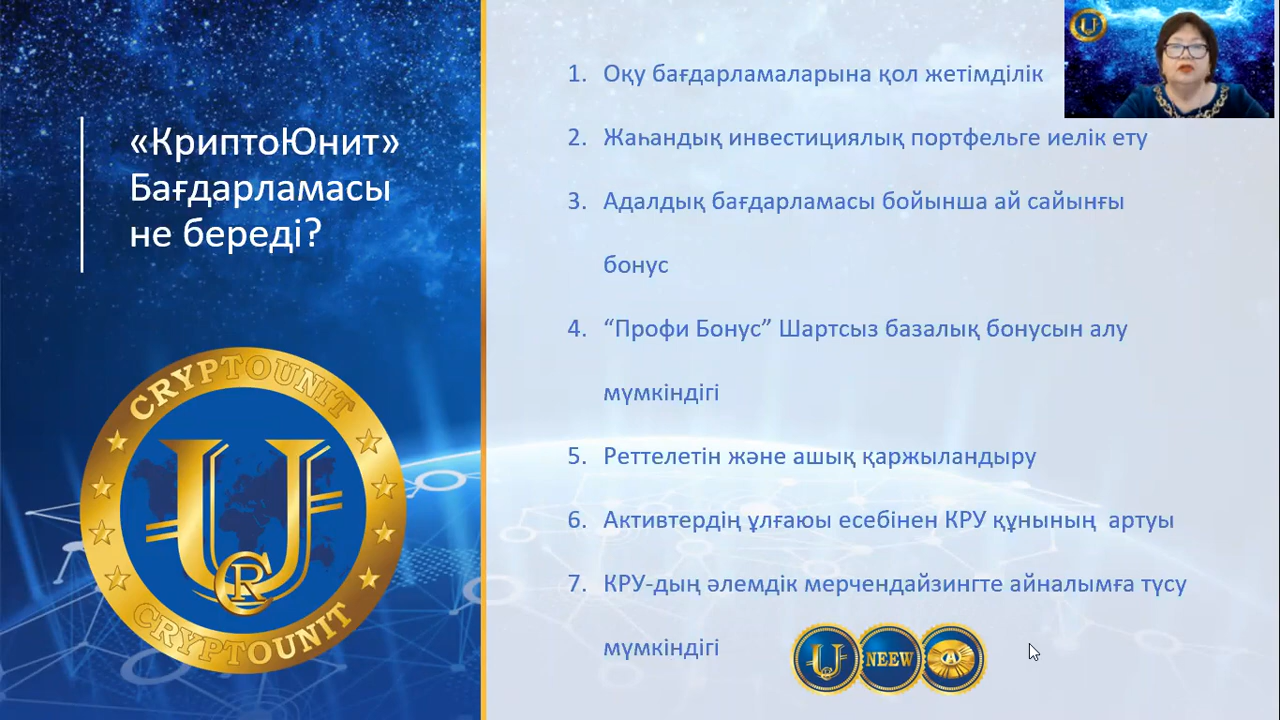 «КриптоЮнит»
Бағдарламасы
не береді?
CRYPTOUNIT
CR
CRYPTOUNIT
1. Оқу бағдарламаларына қол жетімділік
2. Жаһандық инвестициялық портфельге иелік ету
3. Адалдық бағдарламасы бойынша ай сайынғы
бонус
4. “Профи Бонус” Шартсыз базалық бонусын алу
мүмкіндігі
5. Реттелетін және ашық қаржыландыру
6. Активтердің ұлғаюы есебінен КРУ құнының артуы
7. КРУ-дың әлемдік мерчендайзингте айналымға түсу
мүмкіндігі
NEEW